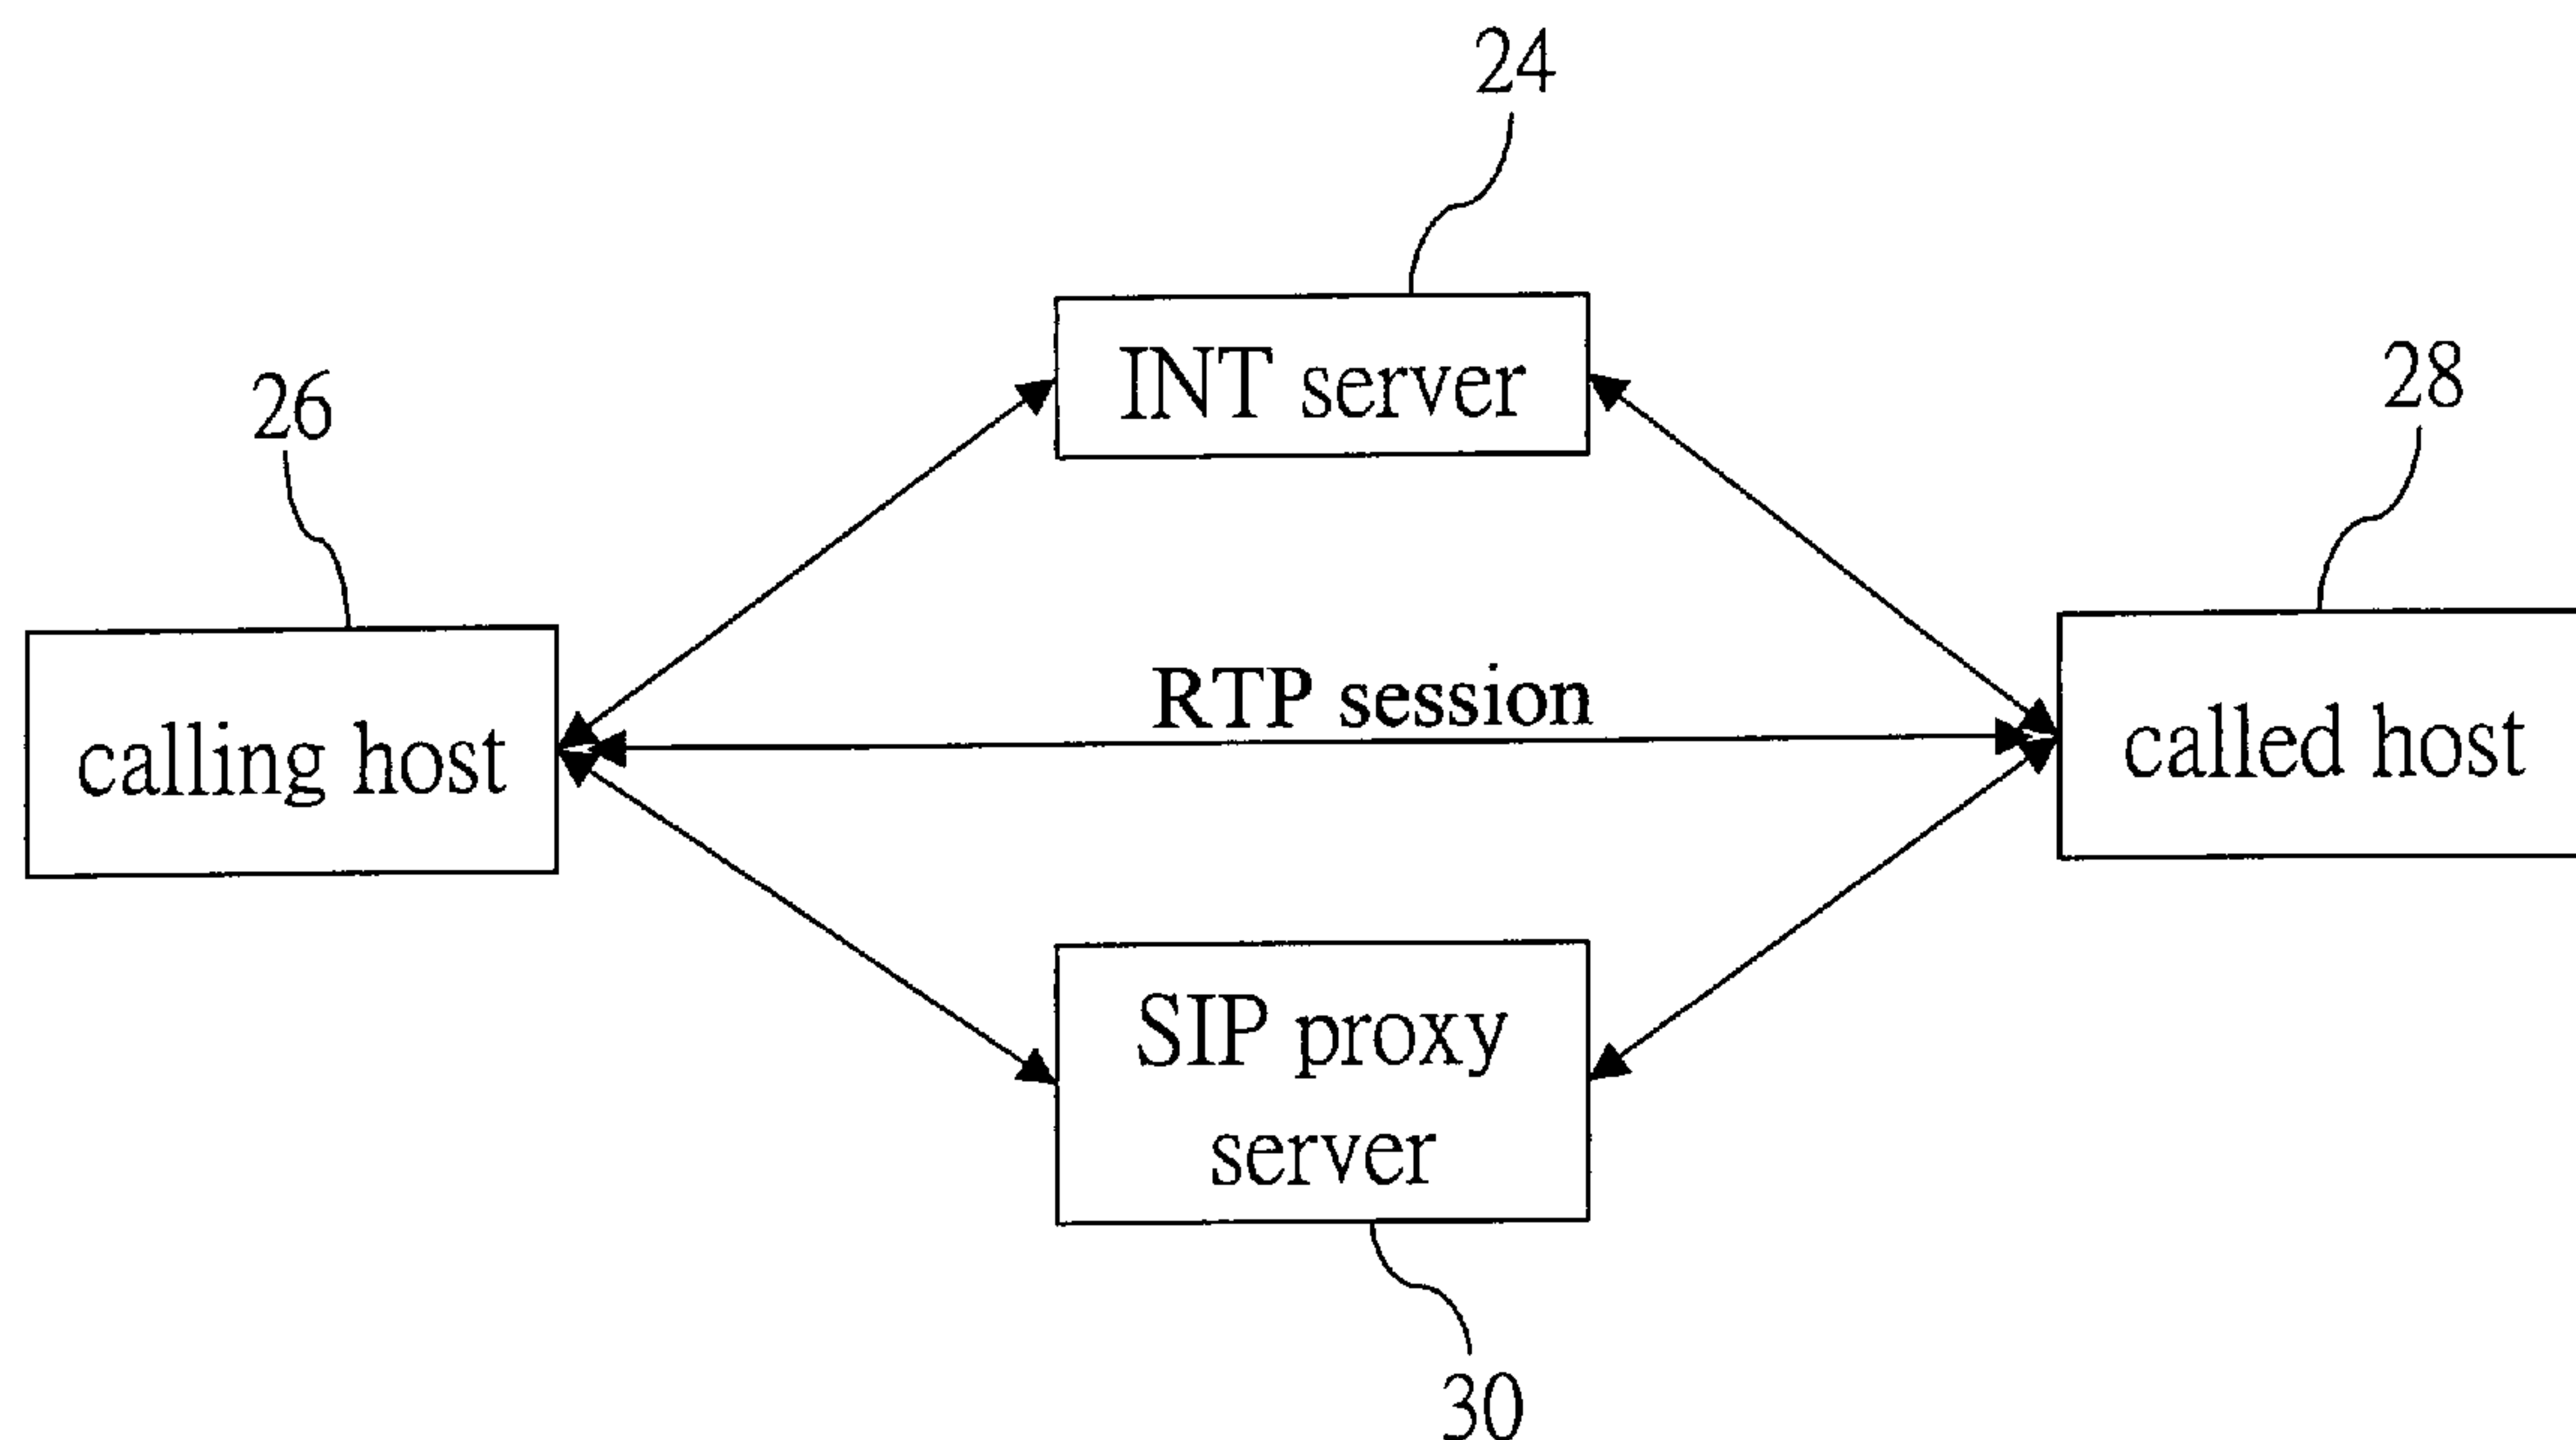 24
INT server
28
26
RTP session
calling host
called host
SIP proxy
server
30